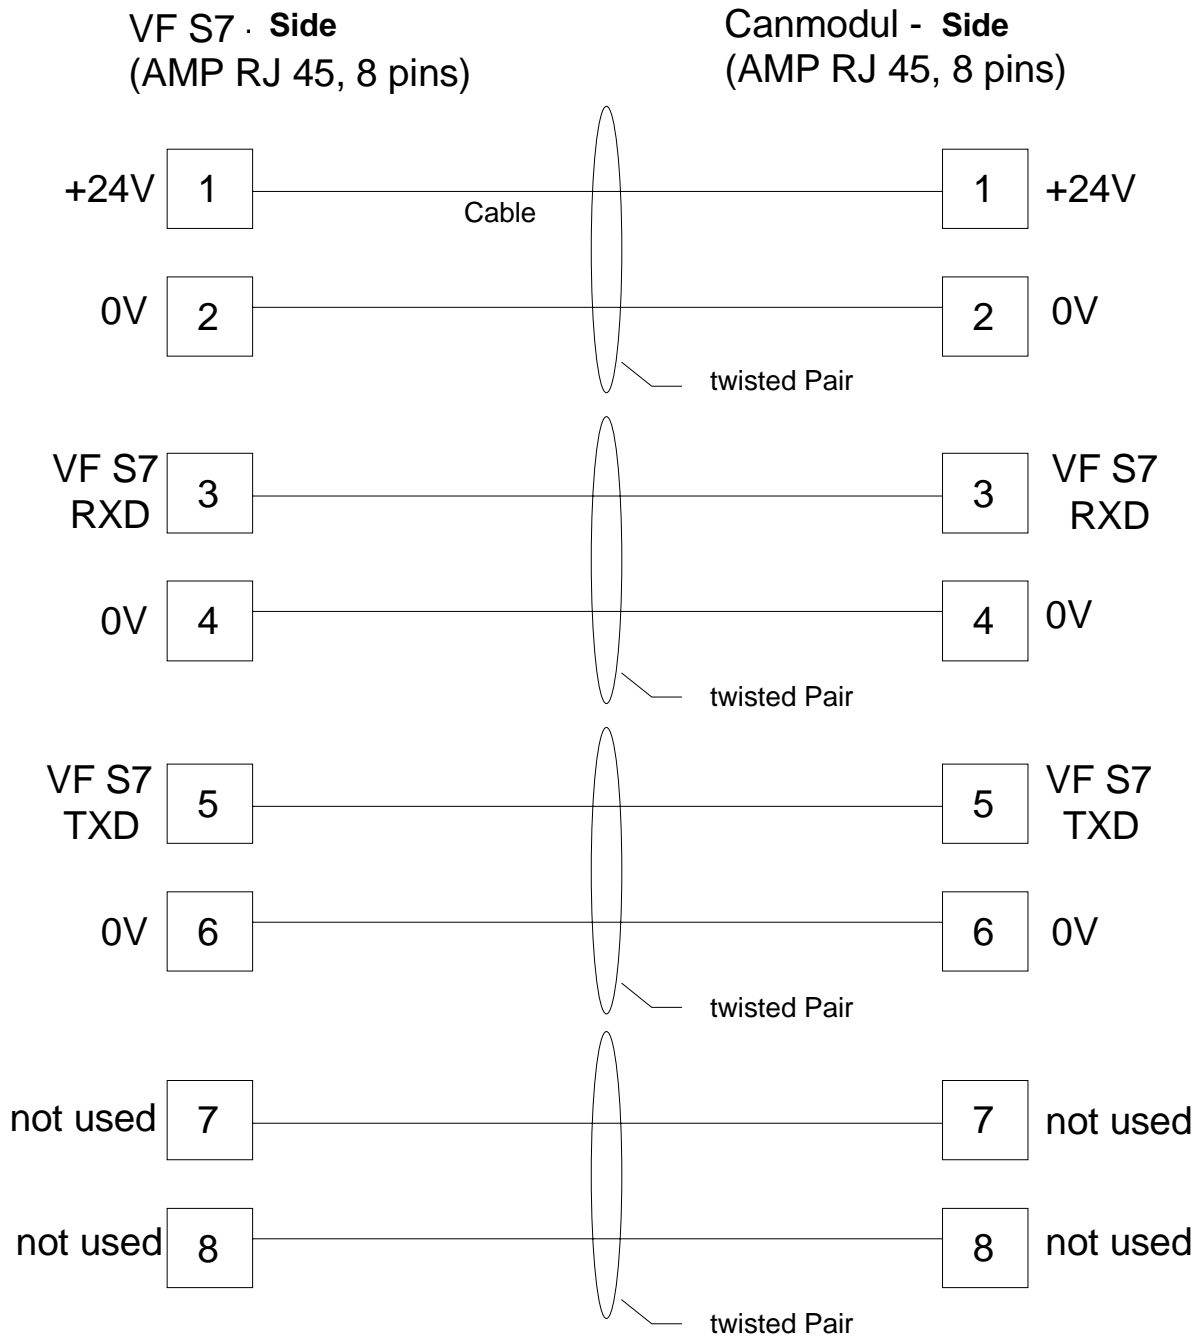 VF S7 · Side
(AMP RJ 45, 8 pins)
Canmodul - Side
(AMP RJ 45, 8 pins)
+24V 1 1 +24V
Cable
0V 2 2 0V
twisted Pair
VF S7 VF S7
3 3
RXD RXD
0V 4 4 0V
twisted Pair
VF S7 VF S7
5 5
TXD TXD
0V 6 6 0V
twisted Pair
not used 7 7 not used
not used 8 8 not used
twisted Pair